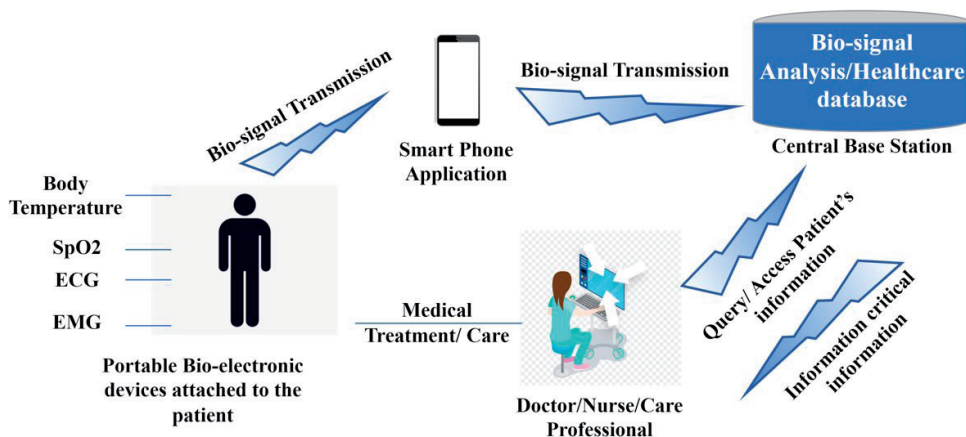 Bio-signal Transmission
Smart Phone
Application
Bio-signal Transmission
Bio-signal
Analysis/Healthcare
database
Central Base Station
Body
Temperature
SpO2
ECG
EMG
Portable Bio-electronic
devices attached to the
patient
Medical
Treatment/ Care
Doctor/Nurse/Care
Professional
Query/ Access Patient's
information
Information critical
information